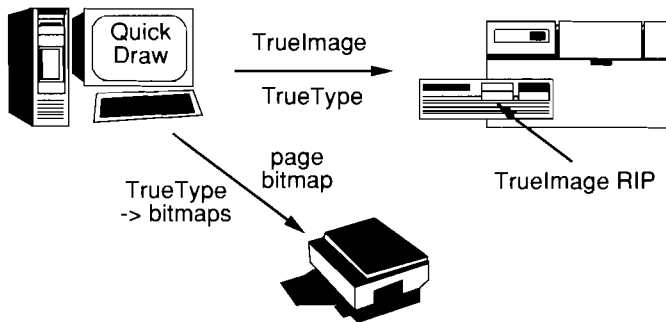 Quick
Draw
TrueImage
TrueType
TrueImage RIP
page
bitmap
TrueType
-> bitmaps